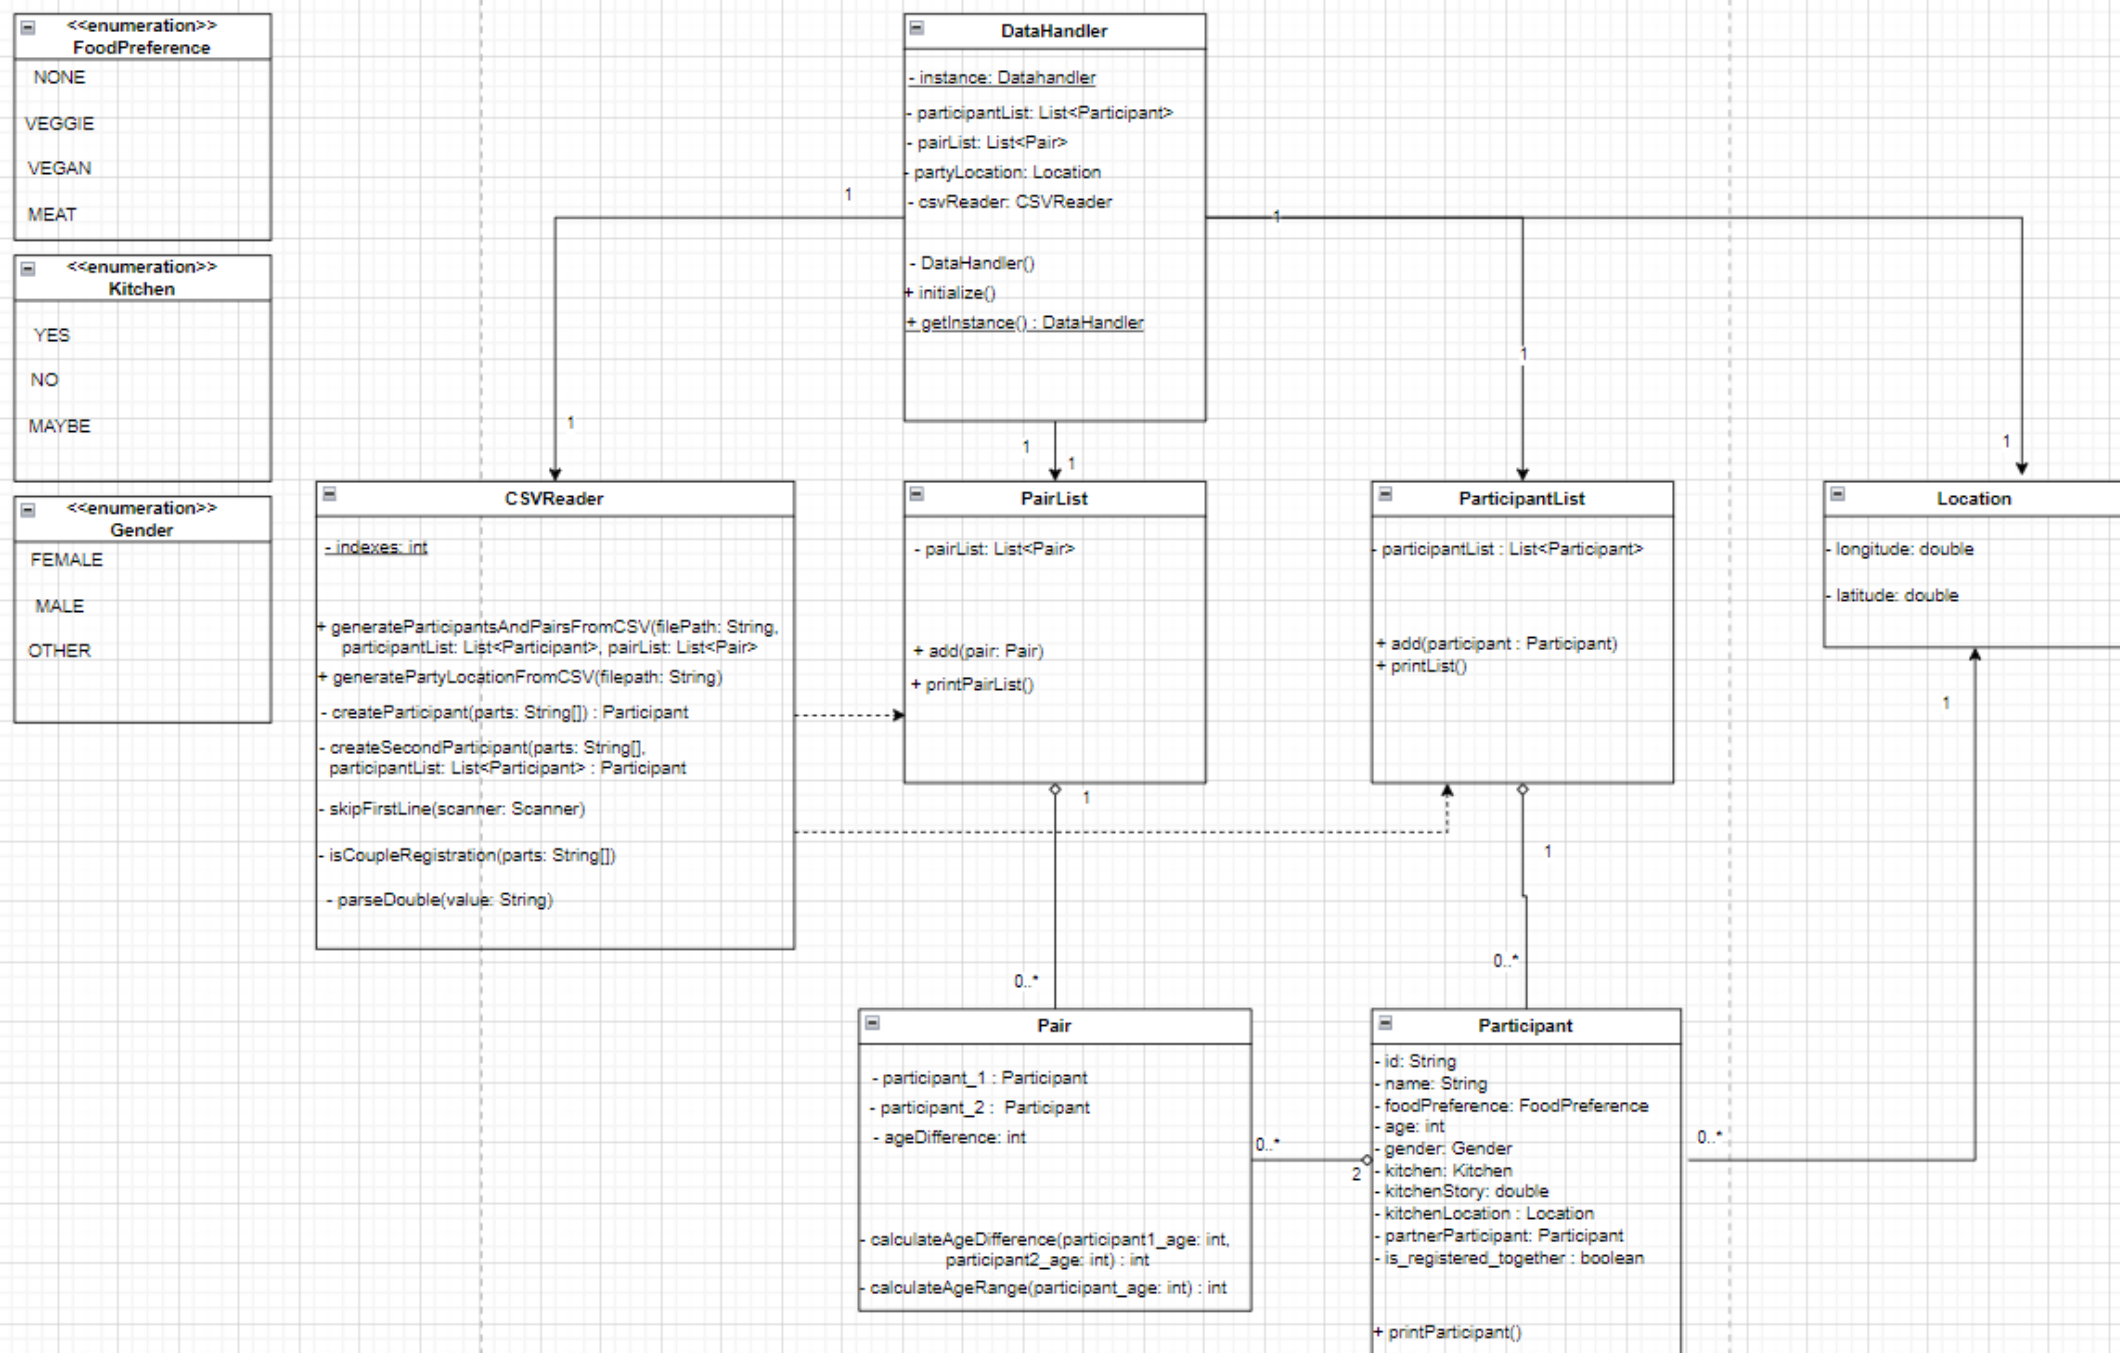 <<enumeration>>
FoodPreference
NONE
VEGGIE
VEGAN
MEAT
<<enumeration>>
Kitchen
YES
NO
MAYBE
<<enumeration>>
Gender
FEMALE
MALE
OTHER
DataHandler
- instance: Datahandler
- participantList: List<Participant>
- pairList: List<Pair>
- partyLocation: Location
- csvReader: CSVReader
- DataHandler()
+ initialize()
+ getInstance() : DataHandler
1
1
1
1
1
1
1
CSVReader
- indexes: int
+ generateParticipantsAndPairsFromCSV(filePath: String,
participantList: List<Participant>, pairList: List<Pair>
+ generatePartyLocationFromCSV(filepath: String)
- createParticipant(parts: String[]) : Participant
- createSecondParticipant(parts: String[],
participantList: List<Participant> : Participant
- skipFirstLine(scanner: Scanner)
- isCoupleRegistration(parts: String[])
- parseDouble(value: String)
PairList
- pairList: List<Pair>
+ add(pair: Pair)
+ printPairList()
ParticipantList
- participantList : List<Participant>
+ add(participant : Participant)
+ printList()
Location
- longitude: double
- latitude: double
1
1
1
0..*
0..*
Pair
- participant_1 : Participant
- participant_2 : Participant
- ageDifference: int
- calculateAgeDifference(participant1_age: int,
participant2_age: int) : int
- calculateAgeRange(participant_age: int) : int
0..*
2
Participant
- id: String
- name: String
- foodPreference: FoodPreference
- age: int
- gender: Gender
- kitchen: Kitchen
- kitchenStory: double
- kitchenLocation : Location
- partnerParticipant: Participant
- is_registered_together : boolean
+ printParticipant()
0..*